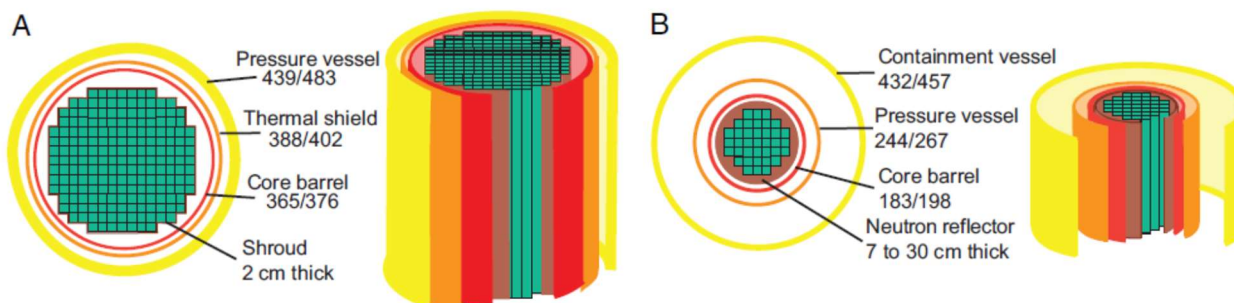 A
Pressure vessel
439/483
Thermal shield
388/402
Core barrel
365/376
Shroud
2 cm thick
B
Containment vessel
432/457
Pressure vessel
244/267
Core barrel
183/198
Neutron reflector
7 to 30 cm thick